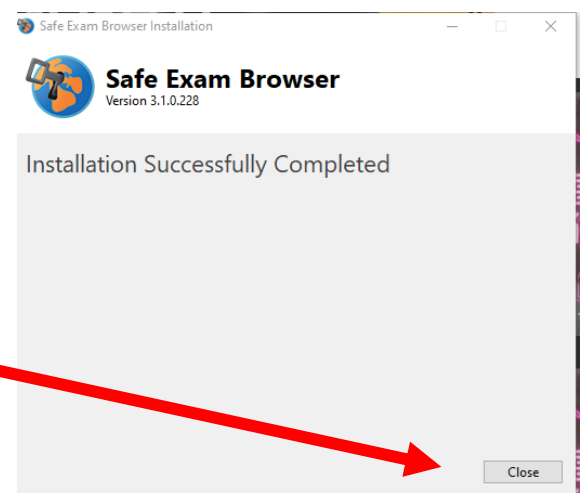 Safe Exam Browser Installation
Safe Exam Browser
Version 3.1.0.228
Installation Successfully Completed
Close